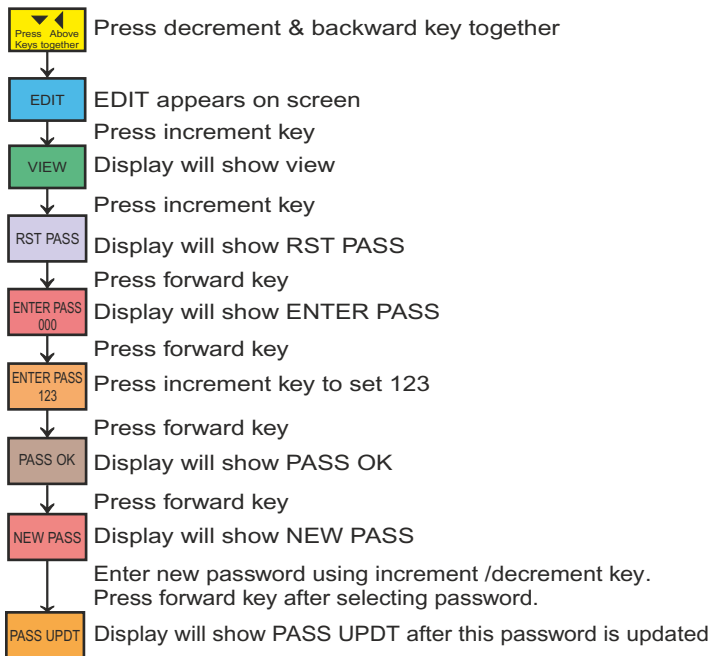 Press Above
Keys together
Press decrement & backward key together
EDIT
EDIT appears on screen
Press increment key
VIEW
Display will show view
Press increment key
RST PASS
Display will show RST PASS
Press forward key
ENTER PASS
000
Display will show ENTER PASS
Press forward key
ENTER PASS
123
Press increment key to set 123
Press forward key
PASS OK
Display will show PASS OK
Press forward key
NEW PASS
Display will show NEW PASS
Enter new password using increment /decrement key.
Press forward key after selecting password.
PASS UPDT
Display will show PASS UPDT after this password is updated